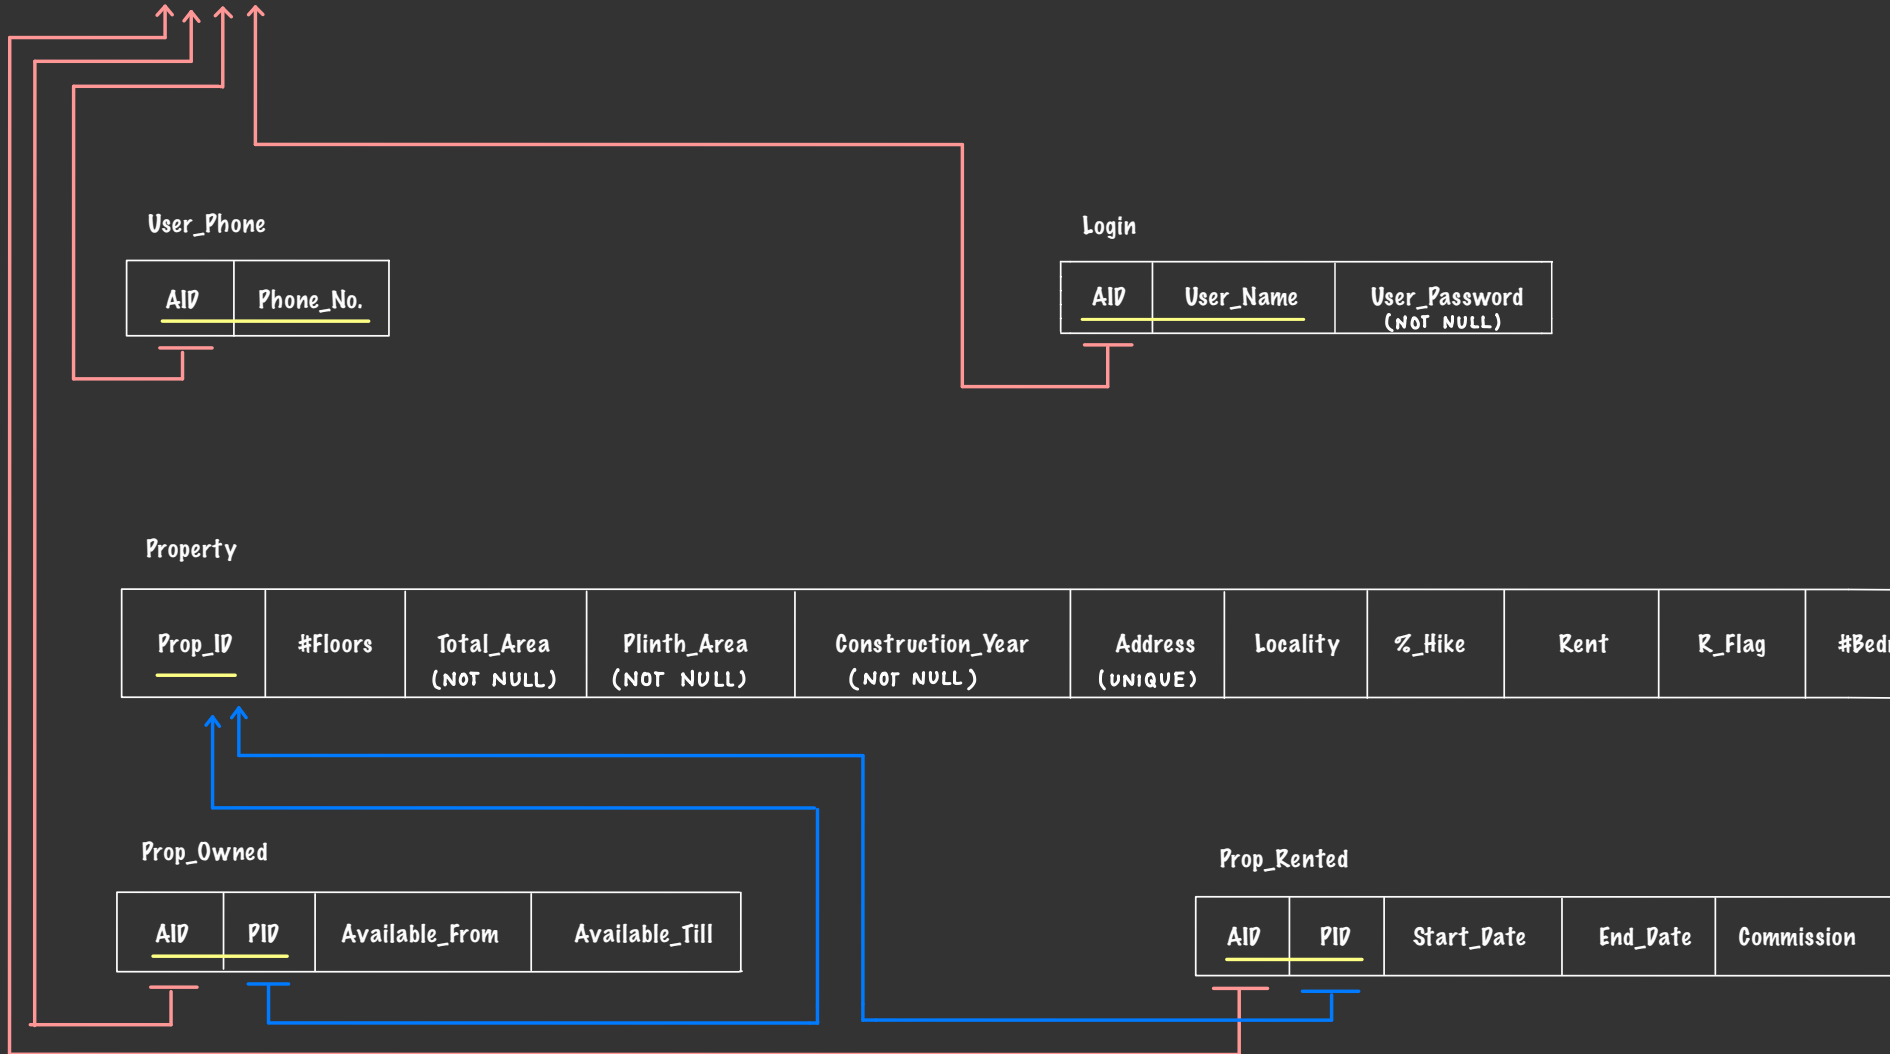 User_Phone
AID Phone_No.
Login
AID User_Name User_Password
(NOT NULL)
Property
Prop_ID #Floors Total_Area Plinth_Area Construction_Year Address Locality %_Hike Rent R_Flag #Bedr
(NOT NULL) (NOT NULL) (NOT NULL) (UNIQUE)
Prop_Owned
AID PID Available_From Available_Till
Prop_Rented
AID PID Start_Date End_Date Commission